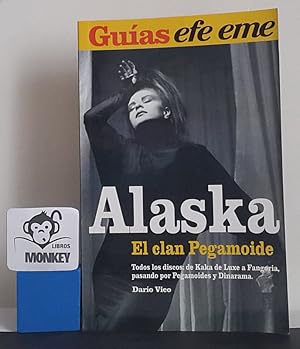 Guías efe eme
Alaska
El clan Pegamoide
Todos los discos: de Kaka de Luxe a Fangoria,
pasando por Pegamoides y Dinarama.
Darío Vico
LIBROS
MONKEY